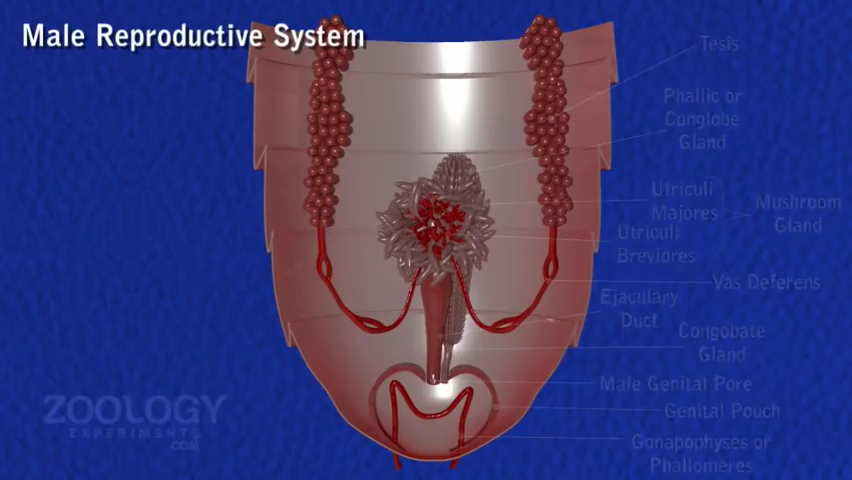 Male Reproductive System
Tesis
Phallic or
Conglobe
Gland
Utriculi
Majores
Mushroom
Gland
Utriculi
Breviores
Vas Deferens
Ejaculary
Duct
Congobate
Gland
Male Genital Pore
Genital Pouch
Gonapophyses or
Phallomeres
ZOOLOGY
EXPERIMENTS
.COM